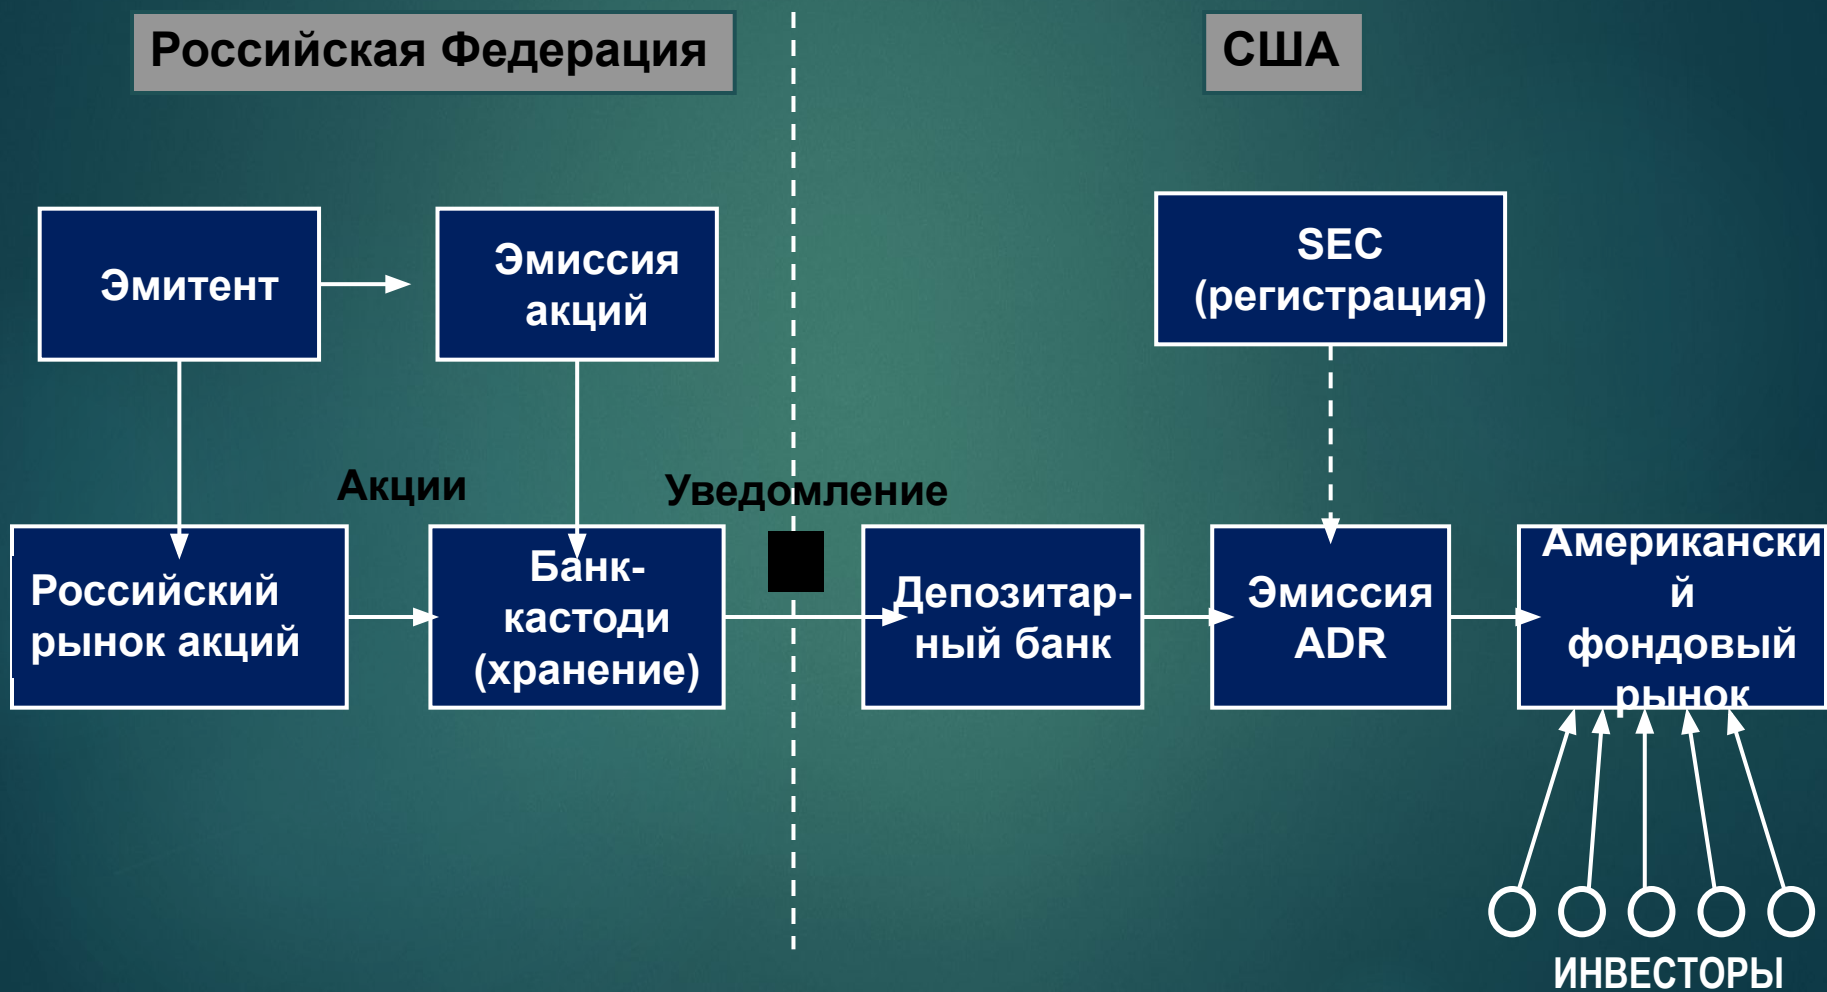 Российская Федерация
США
Эмитент
Эмиссия
акций
SEC
(регистрация)
Акции
Уведомление
Российский
рынок акций
Банк-
кастоди
(хранение)
Депозитар-
ный банк
Эмиссия
ADR
Американски
й
фондовый
рынок
ИНВЕСТОРЫ